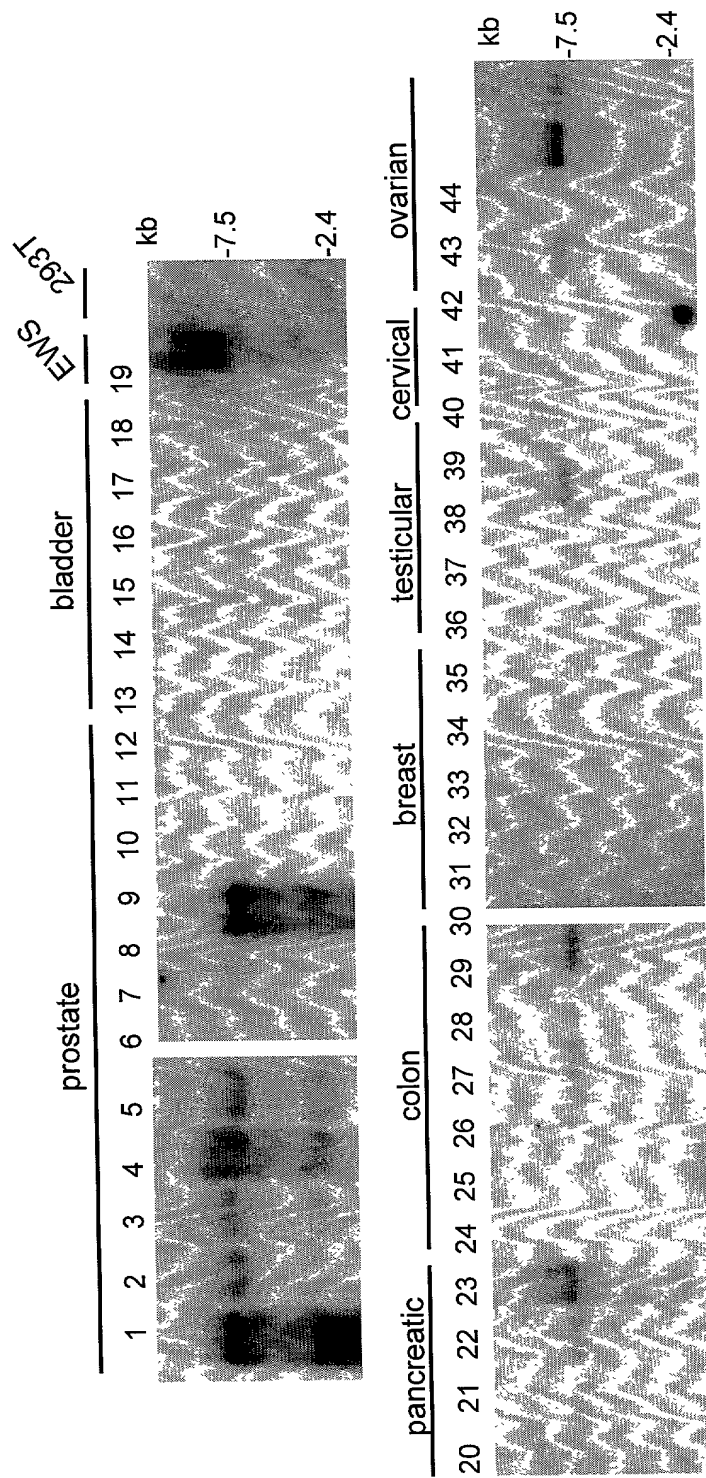 prostate bladder EWS 293T
1 2 3 4 5 6 7 8 9 10 11 12 13 14 15 16 17 18 19
kb
-7.5
-2.4
pancreatic colon breast testicular cervical ovarian
20 21 22 23 24 25 26 27 28 29 30 31 32 33 34 35 36 37 38 39 40 41 42 43 44
kb
-7.5
-2.4